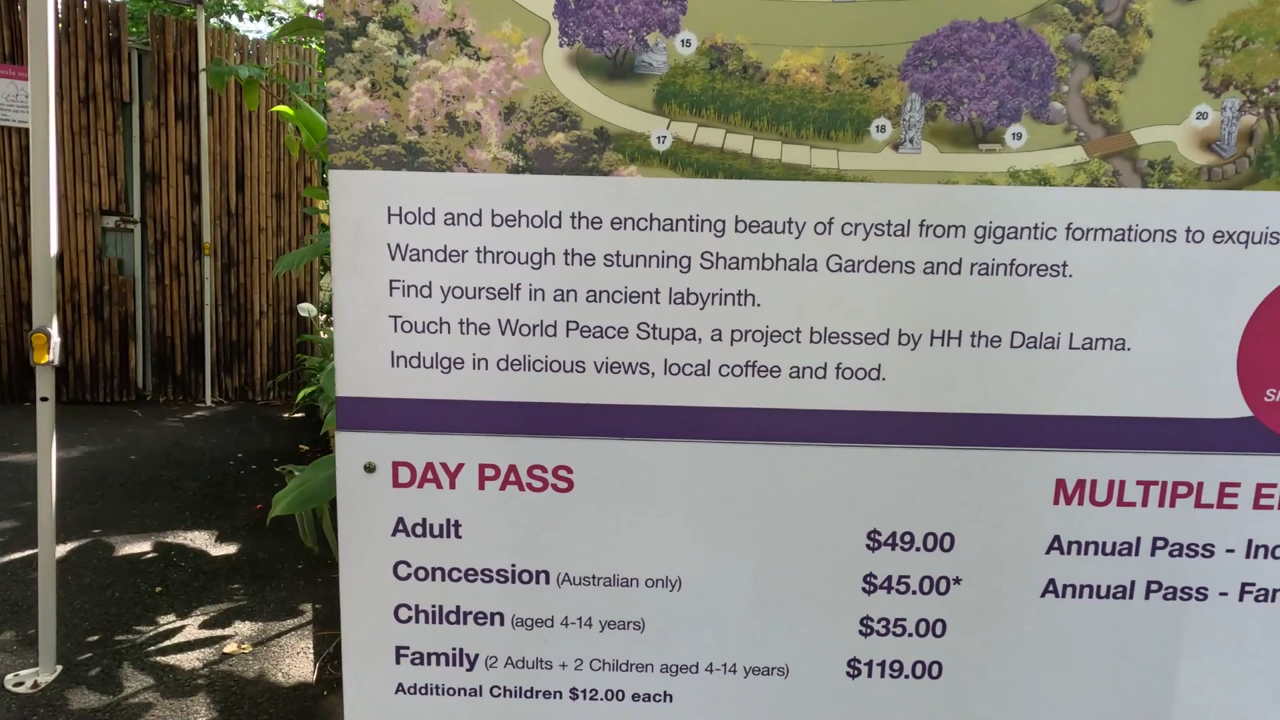 15
17
18
19
20
Hold and behold the enchanting beauty of crystal from gigantic formations to exquis
Wander through the stunning Shambhala Gardens and rainforest.
Find yourself in an ancient labyrinth.
Touch the World Peace Stupa, a project blessed by HH the Dalai Lama.
Indulge in delicious views, local coffee and food.
DAY PASS
Adult $49.00
Concession (Australian only) $45.00*
Children (aged 4-14 years) $35.00
Family (2 Adults + 2 Children aged 4-14 years) $119.00
Additional Children $12.00 each
MULTIPLE E
Annual Pass - Ind
Annual Pass - Fam